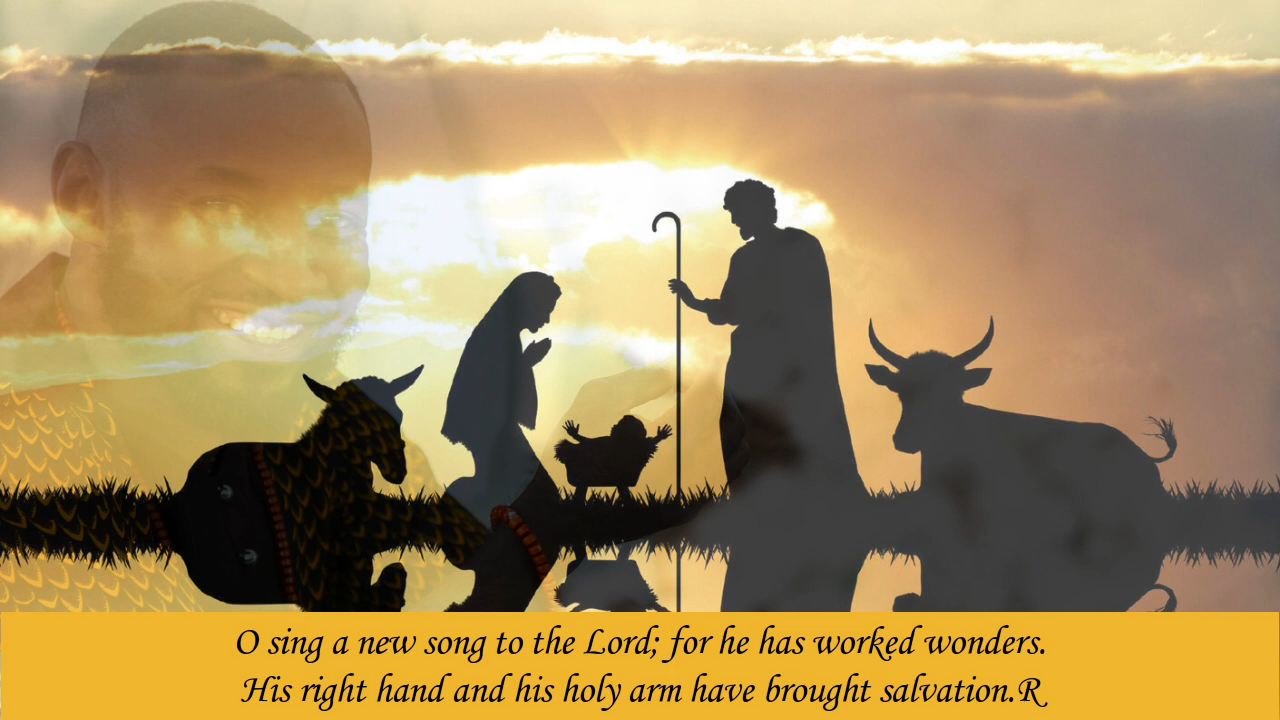 O sing a new song to the Lord; for he has worked wonders.
His right hand and his holy arm have brought salvation.R